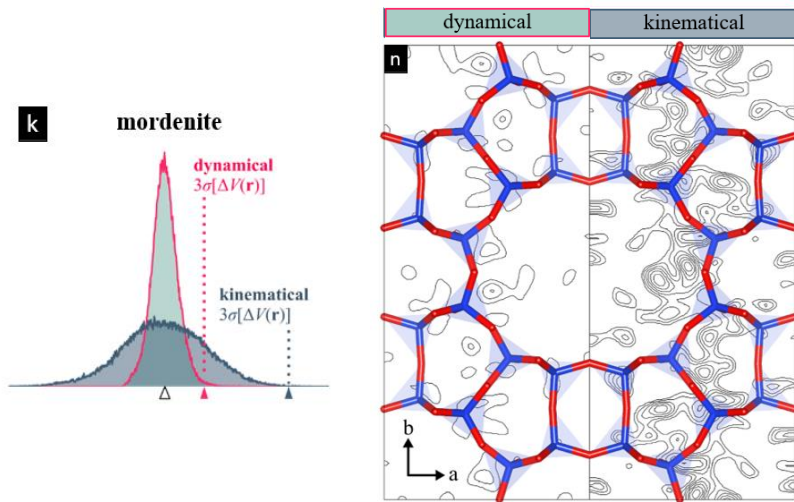 k
mordenite
dynamical
3σ[ΔV(r)]
kinematical
3σ[ΔV(r)]
dynamical
kinematical
n
b
a